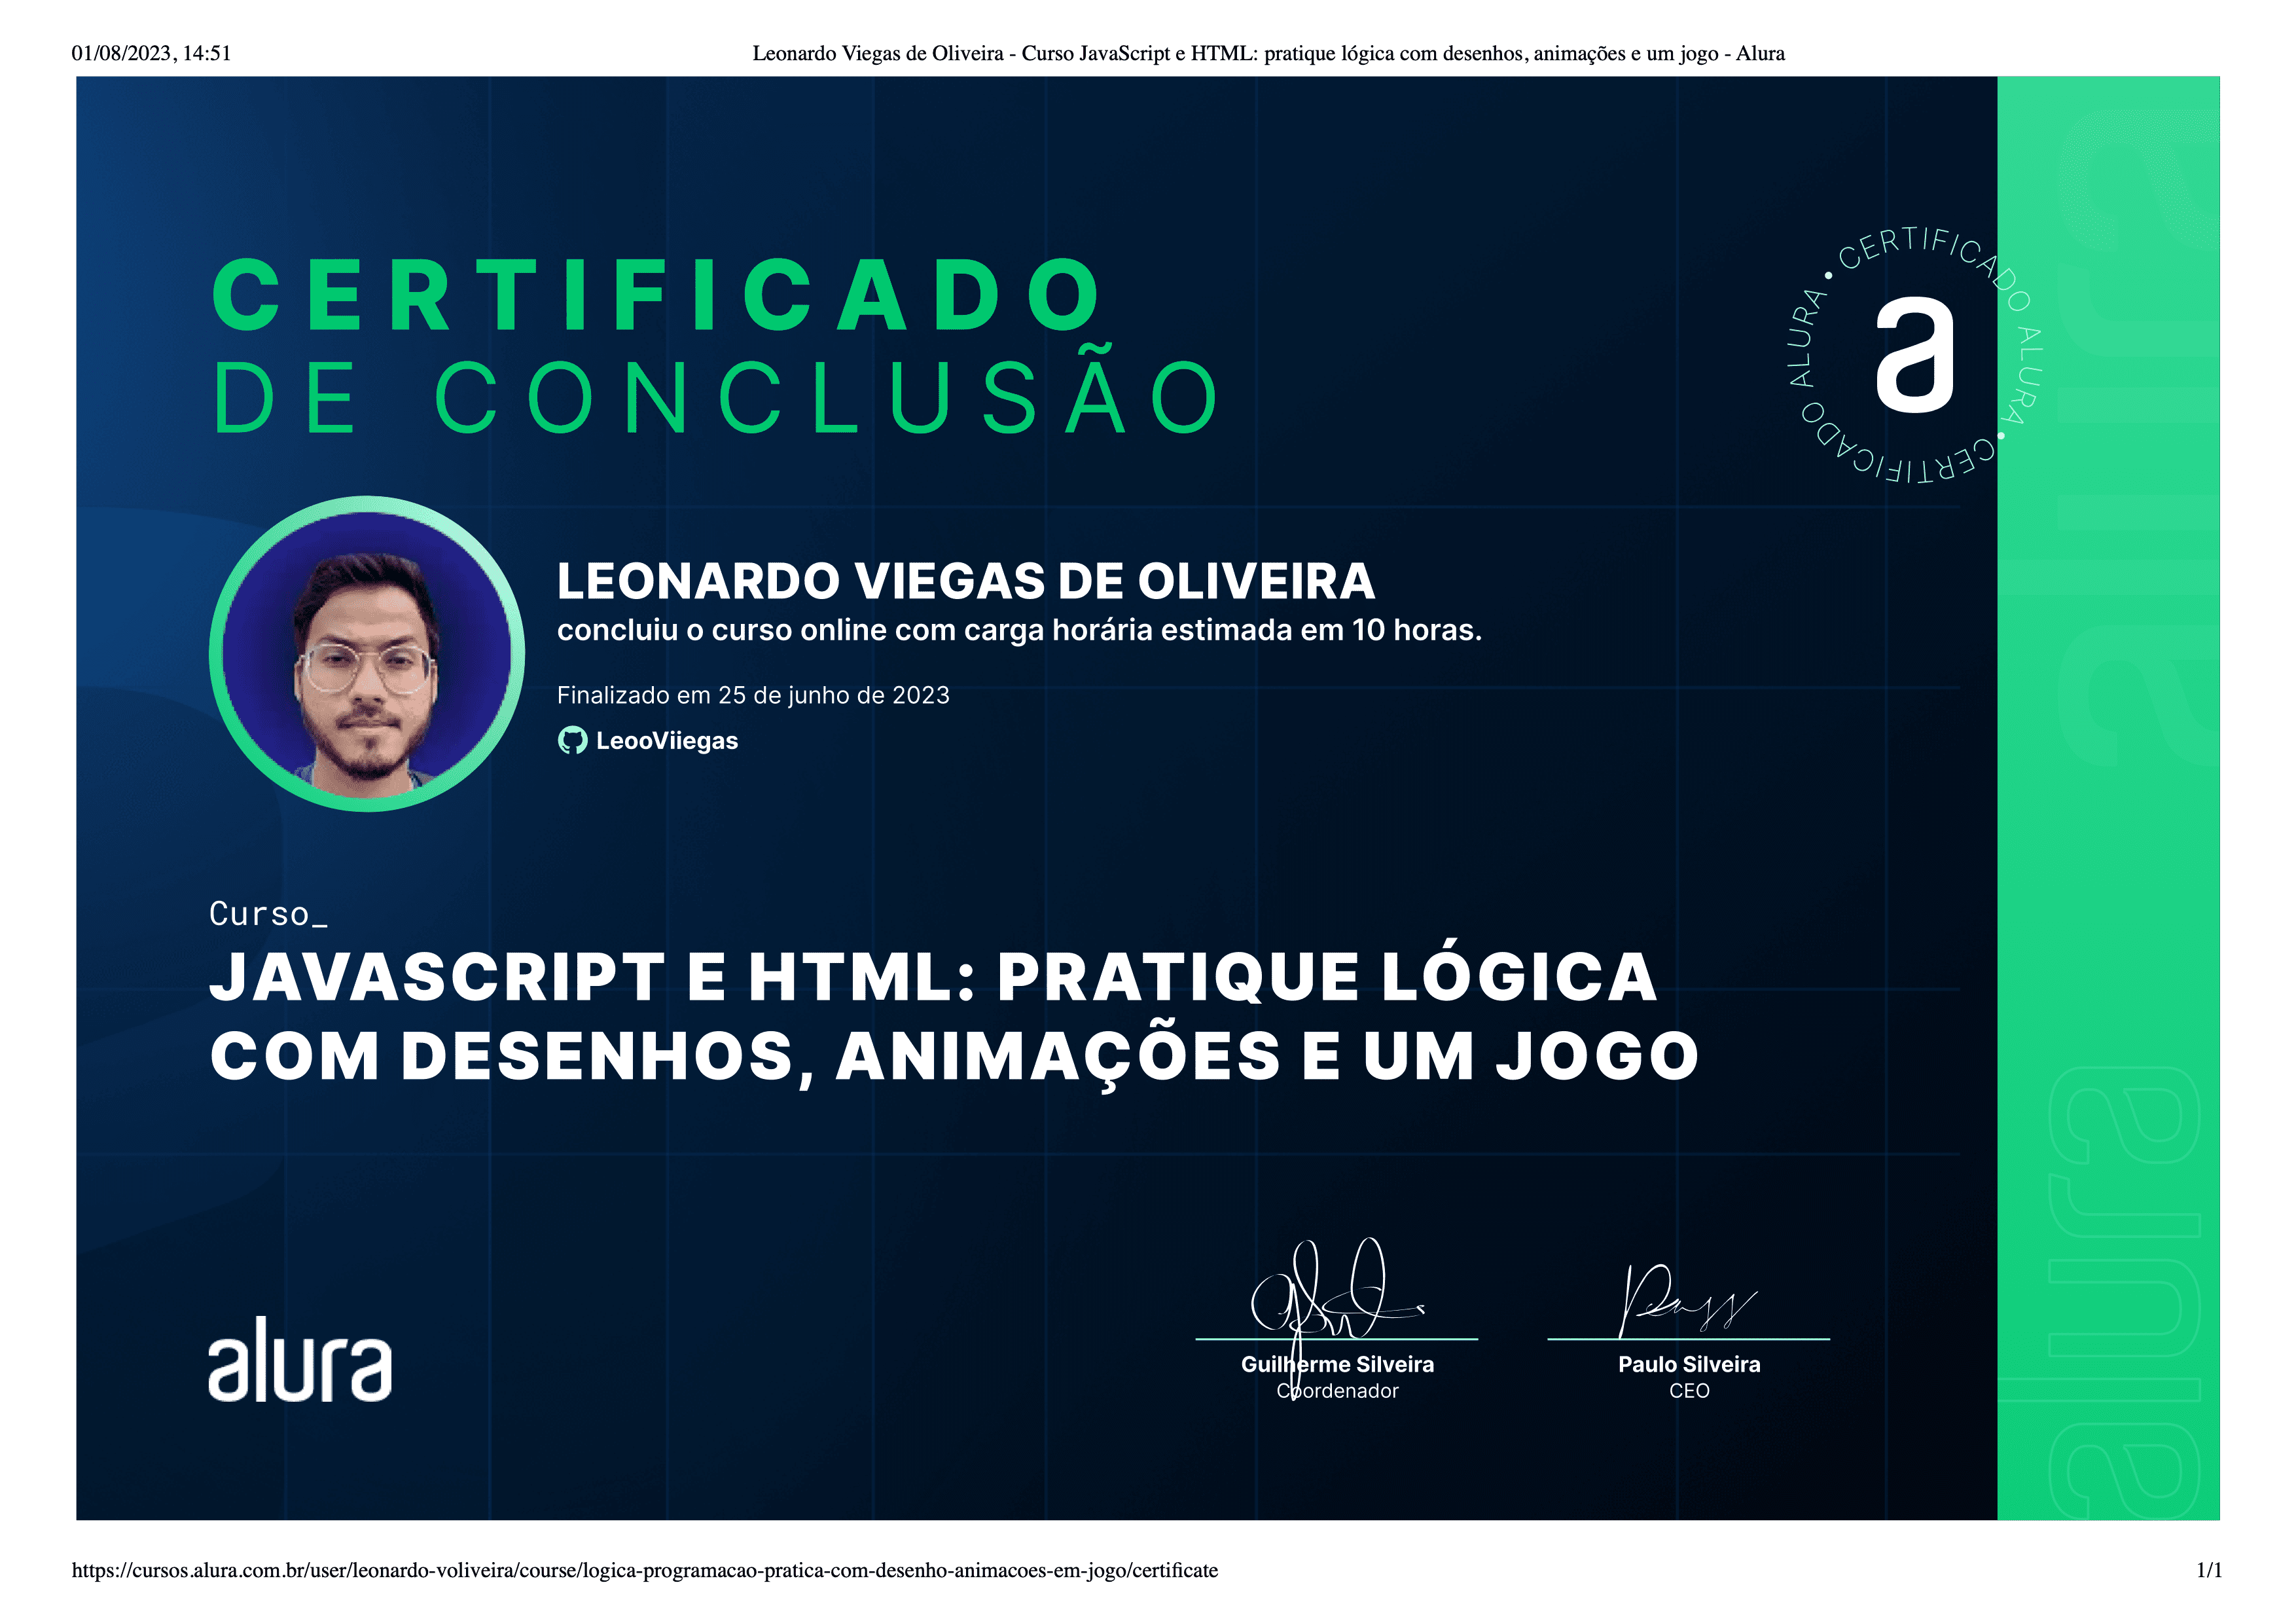 01/08/2023, 14:51
Leonardo Viegas de Oliveira - Curso JavaScript e HTML: pratique lógica com desenhos, animações e um jogo - Alura
CERTIFICADO
DE CONCLUSÃO
• CERTIFICADO ALURA • CERTIFICADO ALURA
a
LEONARDO VIEGAS DE OLIVEIRA
concluiu o curso online com carga horária estimada em 10 horas.
Finalizado em 25 de junho de 2023
LeooViiegas
Curso_
JAVASCRIPT E HTML: PRATIQUE LÓGICA
COM DESENHOS, ANIMAÇÕES E UM JOGO
alura
Guilherme Silveira
Coordenador
Paulo Silveira
CEO
alura
https://cursos.alura.com.br/user/leonardo-voliveira/course/logica-programacao-pratica-com-desenho-animacoes-em-jogo/certificate
1/1